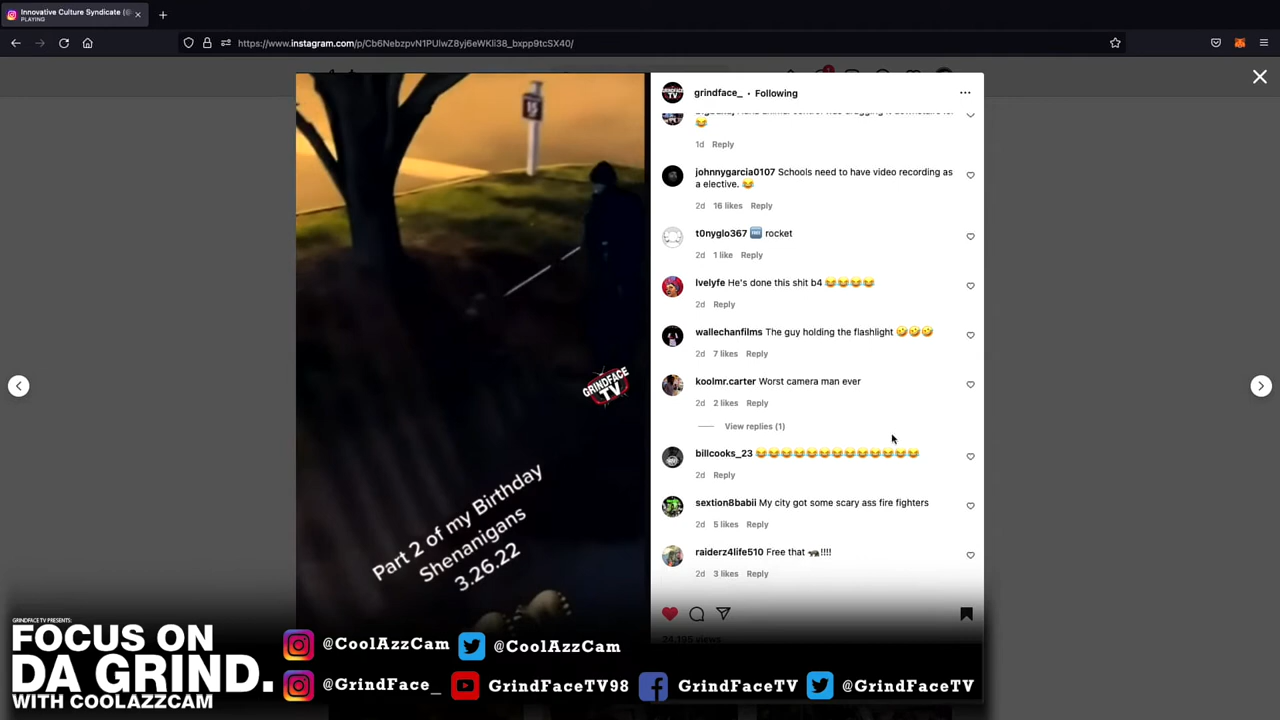 Innovative Culture Syndicate (@
PLAYING
https://www.instagram.com/p/Cb6NebzpvN1PUlwZ8yj6eWKli38_bxpp9tcSX40/
grindface_ • Following
1d Reply
johnnygarcia0107 Schools need to have video recording as
a elective. 😂
2d 16 likes Reply
t0nyglo367 🆓 rocket
2d 1 like Reply
lvelyfe He's done this shit b4 😂😂😂😂
2d Reply
wallechanfilms The guy holding the flashlight 🤣🤣🤣
2d 7 likes Reply
koolmr.carter Worst camera man ever
2d 2 likes Reply
View replies (1)
billcooks_23 😂😂😂😂😂😂😂😂😂😂😂😂😂
2d Reply
sextion8babii My city got some scary ass fire fighters
2d 5 likes Reply
raiderz4life510 Free that 🦡!!!!
2d 3 likes Reply
24,195 views
15
GRINDFACE
TV
Part 2 of my Birthday
Shenanigans
3.26.22
GRINDFACE TV PRESENTS:
FOCUS ON
DA GRIND.
WITH COOLAZZCAM
@CoolAzzCam @CoolAzzCam
@GrindFace_ GrindFaceTV98 GrindFaceTV @GrindFaceTV